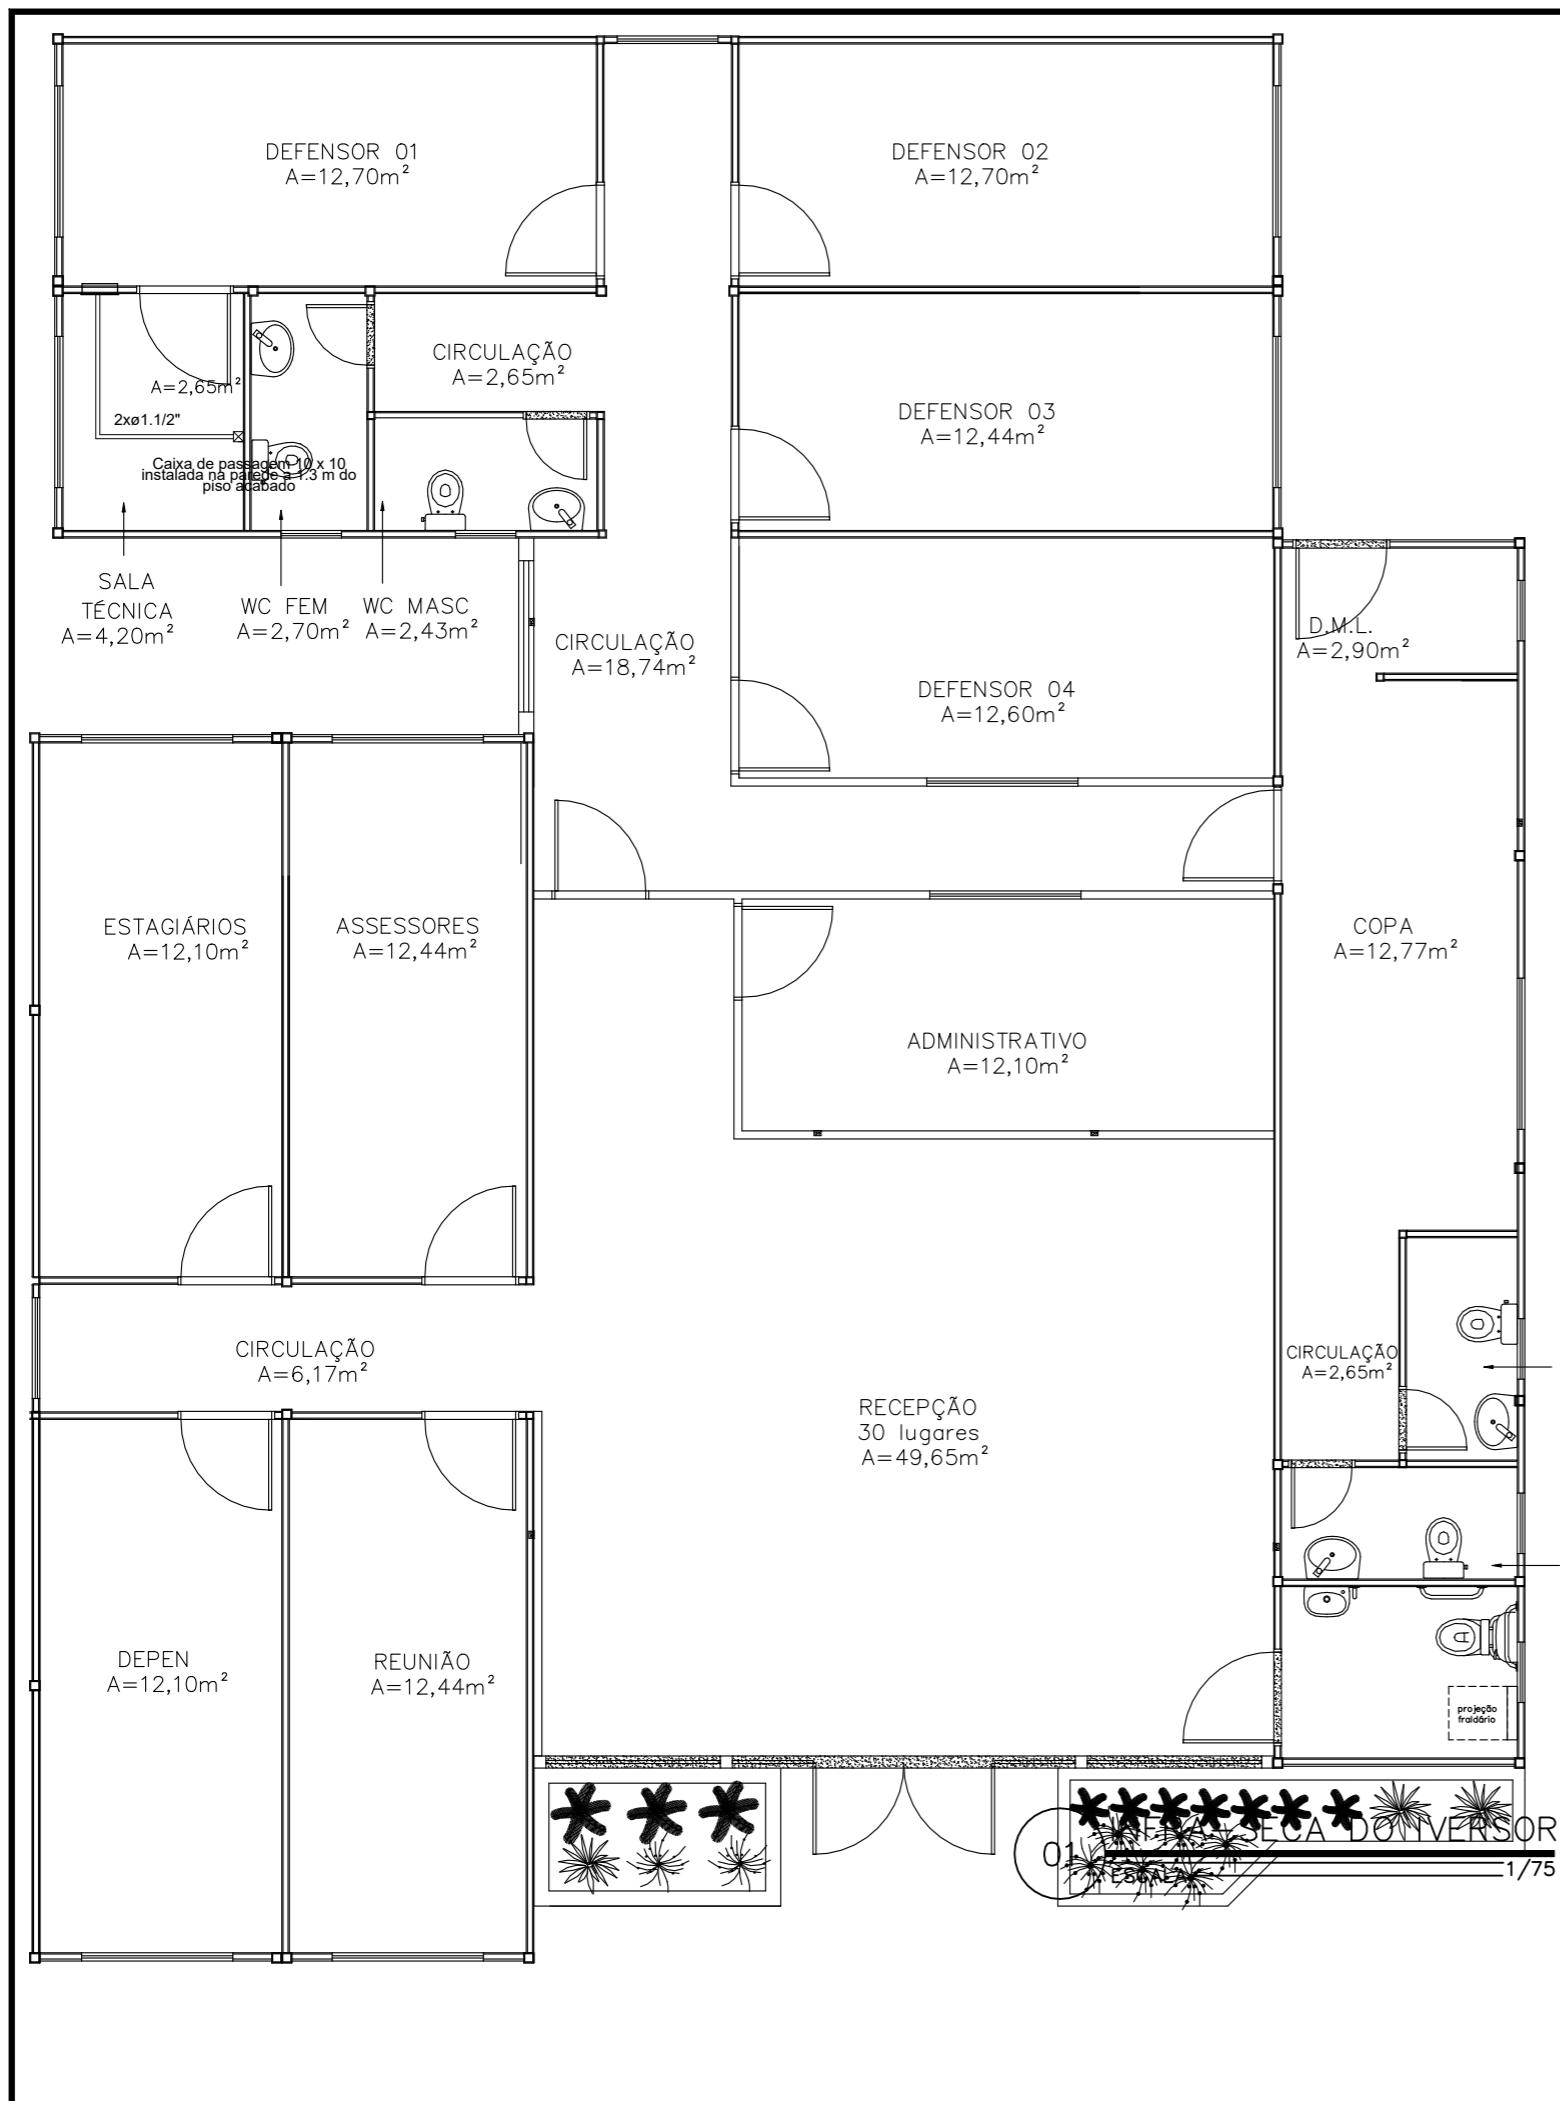 DEFENSOR 01
A=12,70m²
DEFENSOR 02
A=12,70m²
CIRCULAÇÃO
A=2,65m²
A=2,65m²
2xø1.1/2"
Caixa de passagem 10 x 10
instalada na parede a 1.3 m do
piso acabado
DEFENSOR 03
A=12,44m²
SALA
TÉCNICA
A=4,20m²
WC FEM
A=2,70m²
WC MASC
A=2,43m²
CIRCULAÇÃO
A=18,74m²
D.M.L.
A=2,90m²
DEFENSOR 04
A=12,60m²
ESTAGIÁRIOS
A=12,10m²
ASSESSORES
A=12,44m²
COPA
A=12,77m²
ADMINISTRATIVO
A=12,10m²
CIRCULAÇÃO
A=6,17m²
CIRCULAÇÃO
A=2,65m²
RECEPÇÃO
30 lugares
A=49,65m²
DEPEN
A=12,10m²
REUNIÃO
A=12,44m²
projeção
fraldário
01
SECA DO IVERSOR
ESCALA
1/75